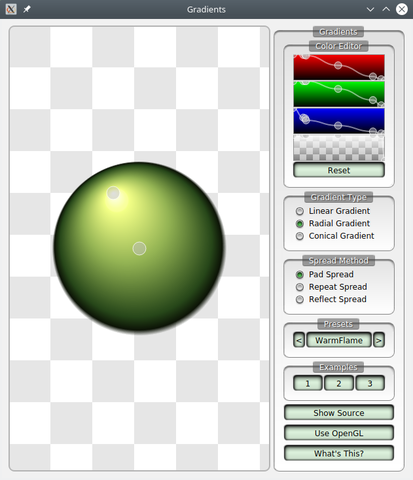 Gradients
Gradients
Color Editor
Reset
Gradient Type
Linear Gradient
Radial Gradient
Conical Gradient
Spread Method
Pad Spread
Repeat Spread
Reflect Spread
Presets
< WarmFlame >
Examples
1 2 3
Show Source
Use OpenGL
What's This?